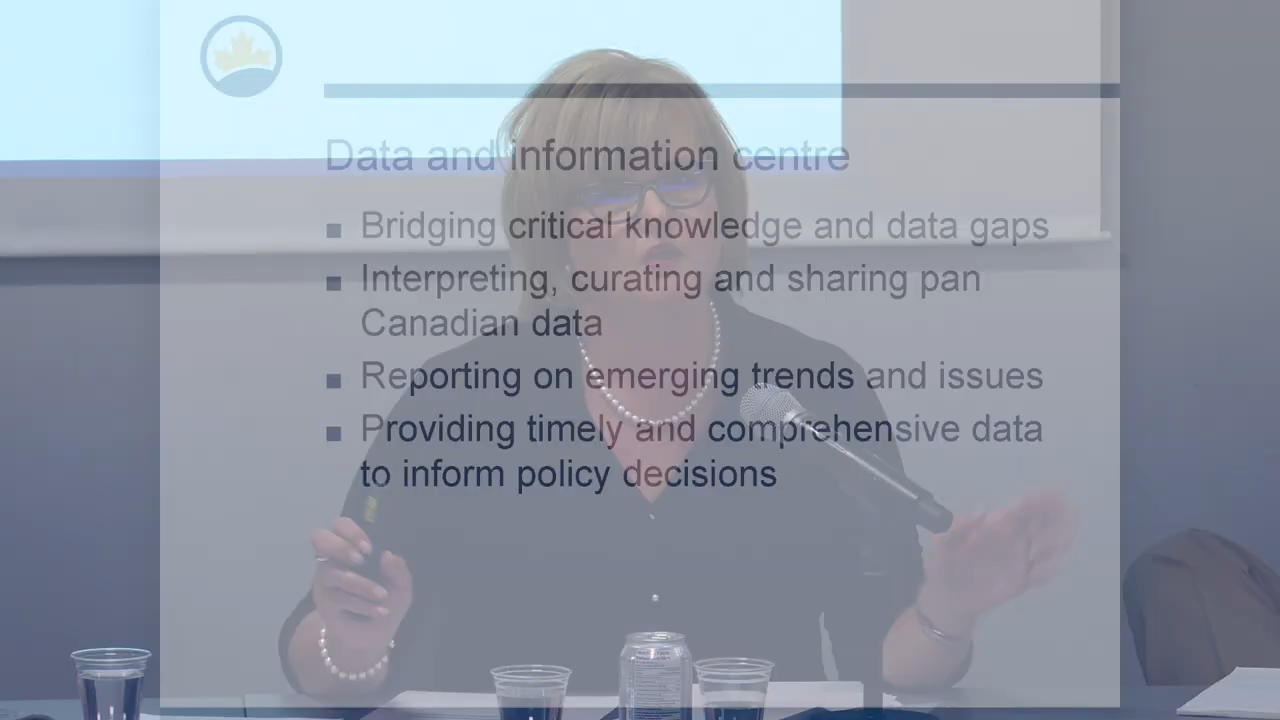 Data and information centre
Bridging critical knowledge and data gaps
Interpreting, curating and sharing pan
Canadian data
Reporting on emerging trends and issues
Providing timely and comprehensive data
to inform policy decisions